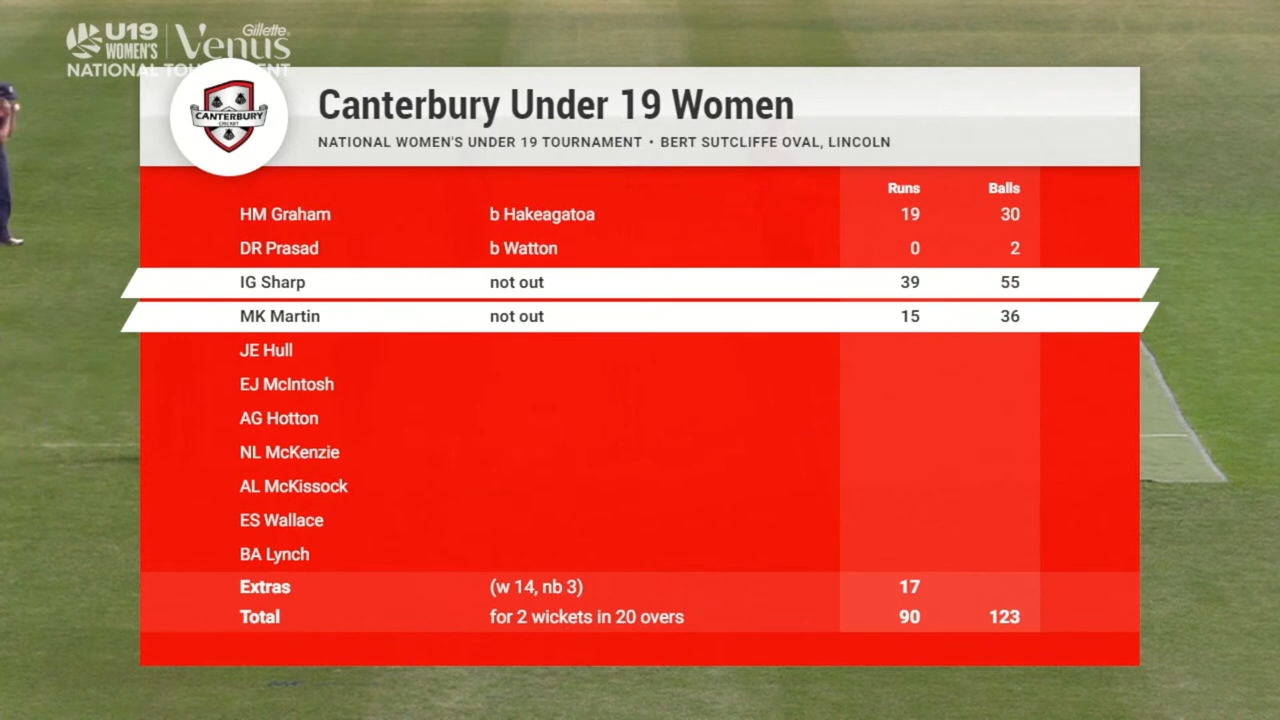 U19 WOMEN'S Gillette Venus
NATIONAL TOU ENT
CANTERBURY
CRICKET
Canterbury Under 19 Women
NATIONAL WOMEN'S UNDER 19 TOURNAMENT • BERT SUTCLIFFE OVAL, LINCOLN
Runs Balls
HM Graham b Hakeagatoa 19 30
DR Prasad b Watton 0 2
IG Sharp not out 39 55
MK Martin not out 15 36
JE Hull
EJ McIntosh
AG Hotton
NL McKenzie
AL McKissock
ES Wallace
BA Lynch
Extras (w 14, nb 3) 17
Total for 2 wickets in 20 overs 90 123